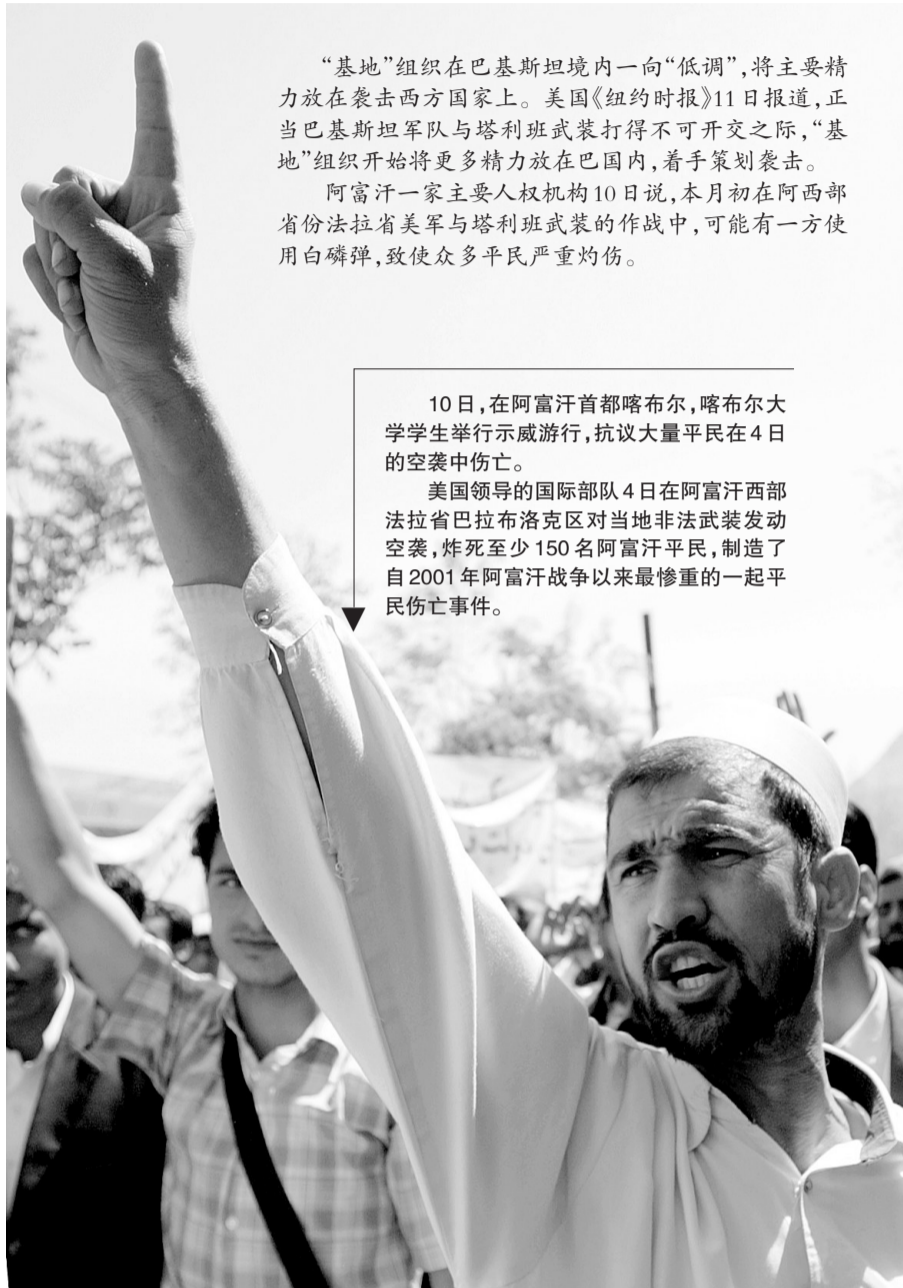 “基地”组织在巴基斯坦境内一向“低调”,将主要精
力放在袭击西方国家上。美国《纽约时报》11日报道,正
当巴基斯坦军队与塔利班武装打得不可开交之际,“基
地”组织开始将更多精力放在巴国内,着手策划袭击。
阿富汗一家主要人权机构10日说,本月初在阿西部
省份法拉省美军与塔利班武装的作战中,可能有一方使
用白磷弹,致使众多平民严重灼伤。
10日,在阿富汗首都喀布尔,喀布尔大
学学生举行示威游行,抗议大量平民在4日
的空袭中伤亡。
美国领导的国际部队4日在阿富汗西部
法拉省巴拉布洛克区对当地非法武装发动
空袭,炸死至少150名阿富汗平民,制造了
自2001年阿富汗战争以来最惨重的一起平
民伤亡事件。